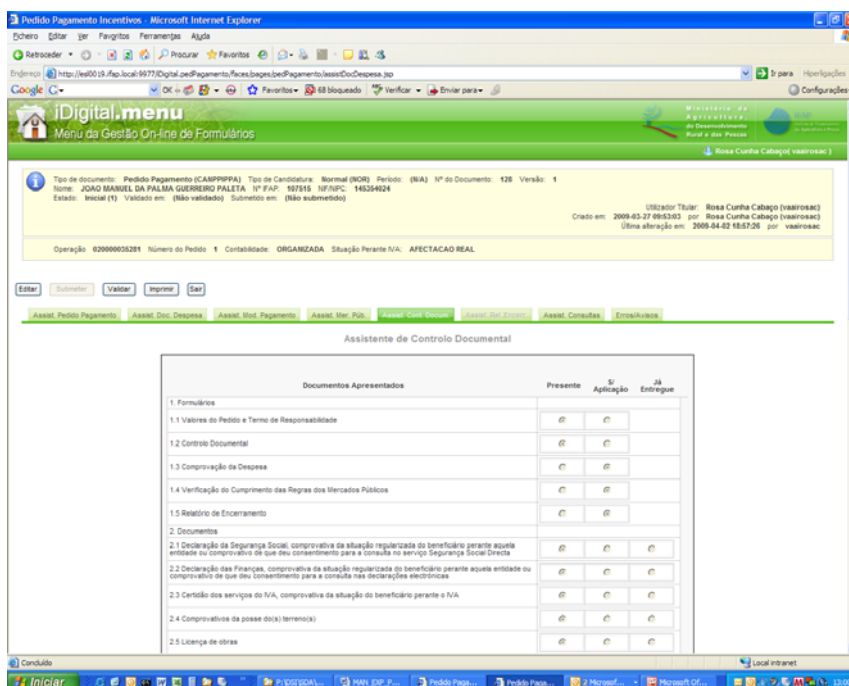 Pedido Pagamento Incentivos - Microsoft Internet Explorer
Ficheiro Editar Ver Favoritos Ferramentas Ajuda
Retroceder Procurar Favoritos
Endereço http://esl0019.ifap.local:9977/iDigital.pedPagamento/faces/pages/pedPagamento/assistDocDespesa.jsp Ir para Hiperligações
Google G OK Favoritos 68 bloqueado Verificar Enviar para Configurações
iDigital.menu
Menu da Gestão On-line de Formulários
Ministério da
Agricultura,
do Desenvolvimento
Rural e das Pescas
Rosa Cunha Cabaço( vaairosac )
Tipo de documento: Pedido Pagamento (CANPPIPPA) Tipo de Candidatura: Normal (NOR) Período: (N/A) Nº do Documento: 128 Versão: 1
Nome: JOAO MANUEL DA PALMA GUERREIRO PALETA Nº IFAP: 107515 NIF/NIPC: 145354024
Estado: Inicial (1) Validado em: (Não validado) Submetido em: (Não submetido)
Utilizador Titular: Rosa Cunha Cabaço (vaairosac)
Criado em: 2009-03-27 09:53:03 por Rosa Cunha Cabaço (vaairosac)
Última alteração em: 2009-04-02 18:57:26 por vaairosac
Operação 020000035281 Número do Pedido 1 Contabilidade: ORGANIZADA Situação Perante IVA: AFECTACAO REAL
Editar Submeter Validar Imprimir Sair
Assist. Pedido Pagamento Assist. Doc. Despesa Assist. Mod. Pagamento Assist. Mer. Púb. Assist. Cont. Docum. Assist. Rel. Encerr. Assist. Consultas Erros/Avisos
Assistente de Controlo Documental
Documentos Apresentados Presente S/ Aplicação Já Entregue
1. Formulários
1.1 Valores do Pedido e Termo de Responsabilidade
1.2 Controlo Documental
1.3 Comprovação da Despesa
1.4 Verificação do Cumprimento das Regras dos Mercados Públicos
1.5 Relatório de Encerramento
2. Documentos
2.1 Declaração da Segurança Social, comprovativa da situação regularizada do beneficiário perante aquela
entidade ou comprovativo de que deu consentimento para a consulta no serviço Segurança Social Directa
2.2 Declaração das Finanças, comprovativa da situação regularizada do beneficiário perante aquela entidade ou
comprovativo de que deu consentimento para a consulta nas declarações electrónicas
2.3 Certidão dos serviços do IVA, comprovativa da situação do beneficiário perante o IVA
2.4 Comprovativos da posse do(s) terreno(s)
2.5 Licença de obras
Concluído Local intranet
Iniciar P:\DSTI\SDA\... MAN_EXP_P... Pedido Paga... Pedido Paga... 2 Microsof... Microsoft Of... 13:00